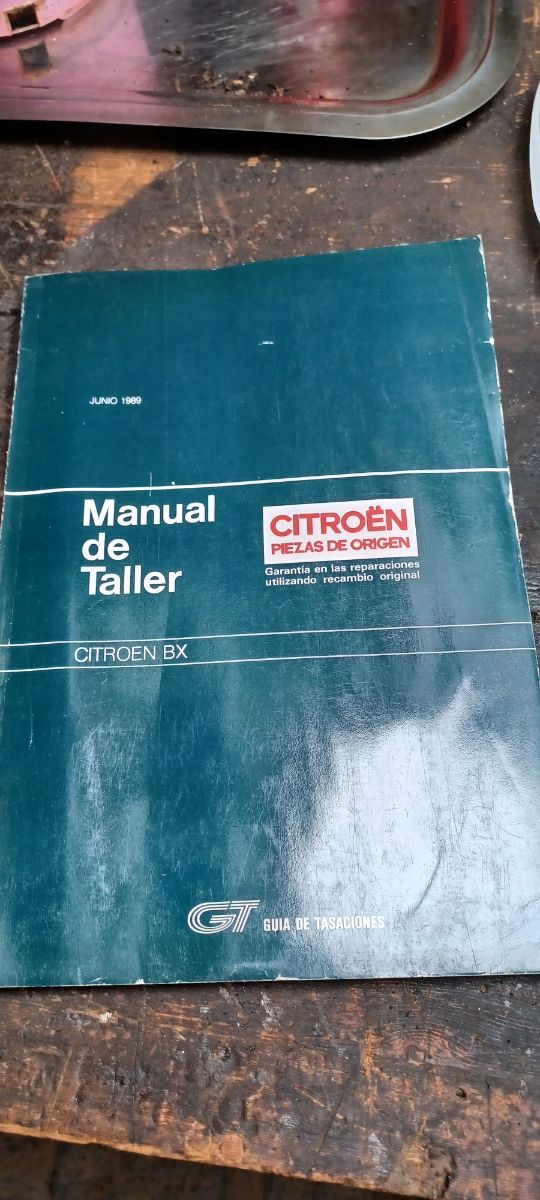 JUNIO 1989
Manual
de
Taller
CITROËN
PIEZAS DE ORIGEN
Garantía en las reparaciones
utilizando recambio original
CITROEN BX
GT GUIA DE TASACIONES